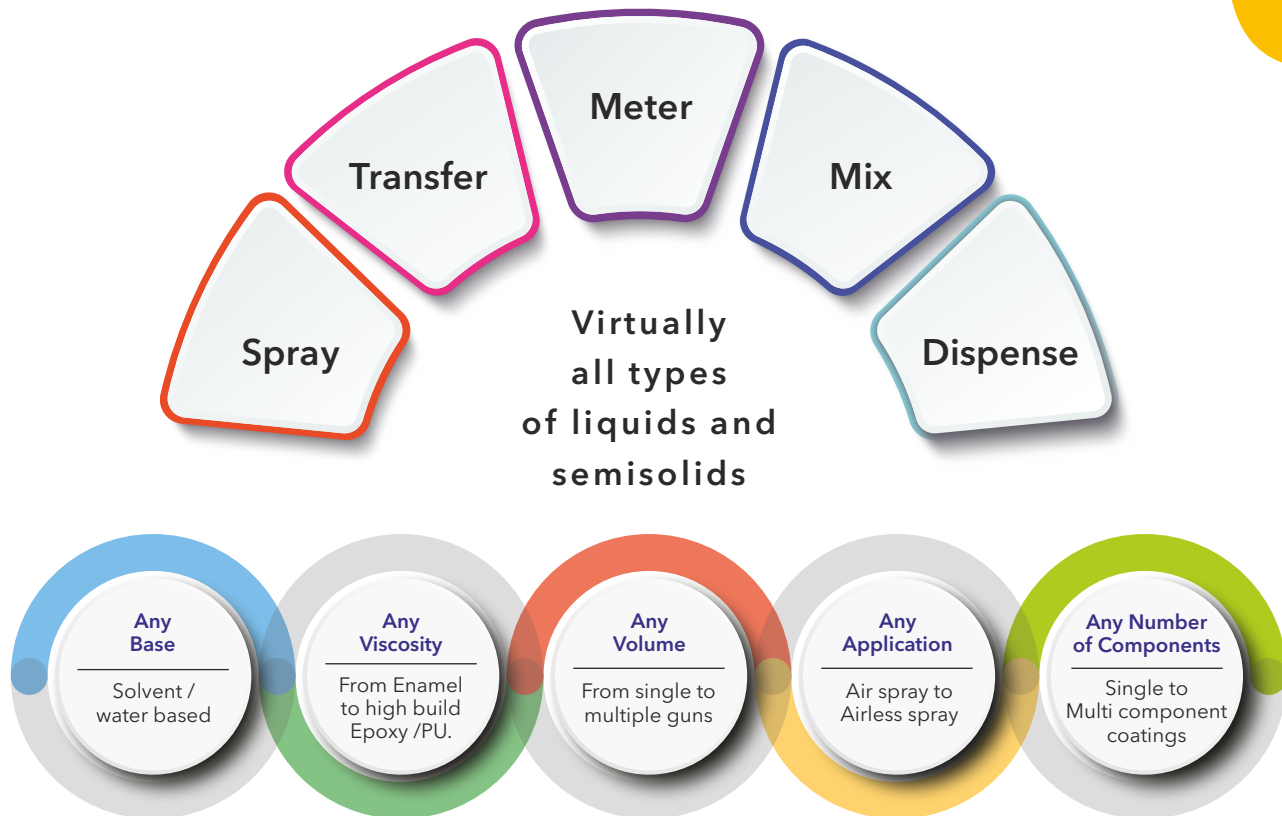 Spray
Transfer
Meter
Mix
Dispense
Virtually
all types
of liquids and
semisolids
Any
Base
Solvent /
water based
Any
Viscosity
From Enamel
to high build
Epoxy /PU.
Any
Volume
From single to
multiple guns
Any
Application
Air spray to
Airless spray
Any Number
of Components
Single to
Multi component
coatings